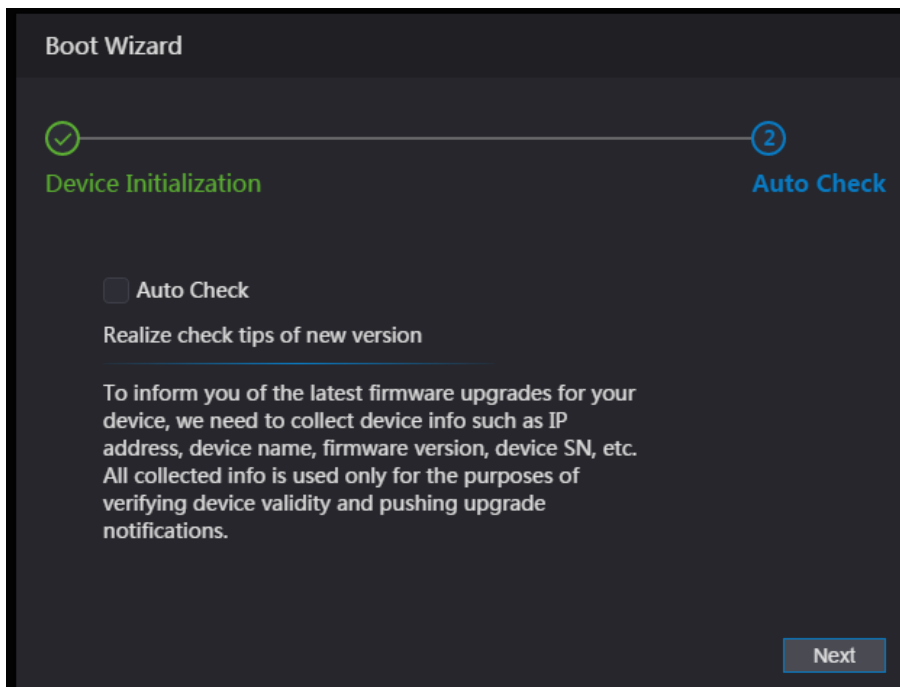 Boot Wizard
2
Device Initialization
Auto Check
Auto Check
Realize check tips of new version
To inform you of the latest firmware upgrades for your
device, we need to collect device info such as IP
address, device name, firmware version, device SN, etc.
All collected info is used only for the purposes of
verifying device validity and pushing upgrade
notifications.
Next